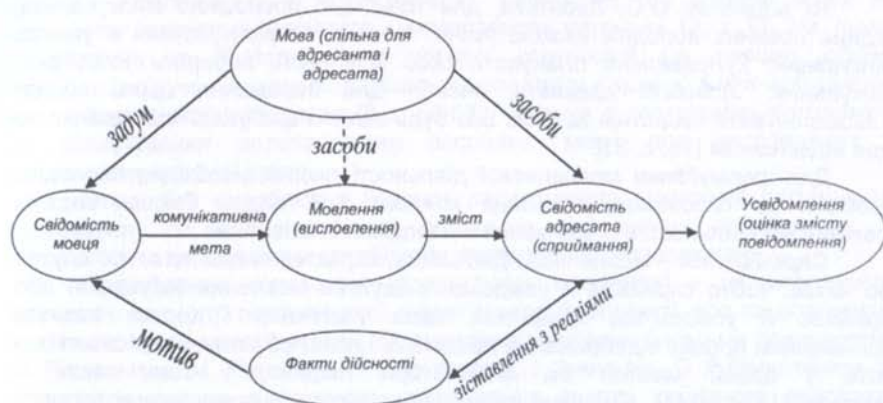 Мова (спільна для
адресанта і
адресата)
задум
засоби
засоби
Свідомість
мовця
комунікативна
мета
Мовлення
(висловлення)
зміст
Свідомість
адресата
(сприймання)
Усвідомлення
(оцінка змісту
повідомлення)
мотив
Факти дійсності
зіставлення з реаліями